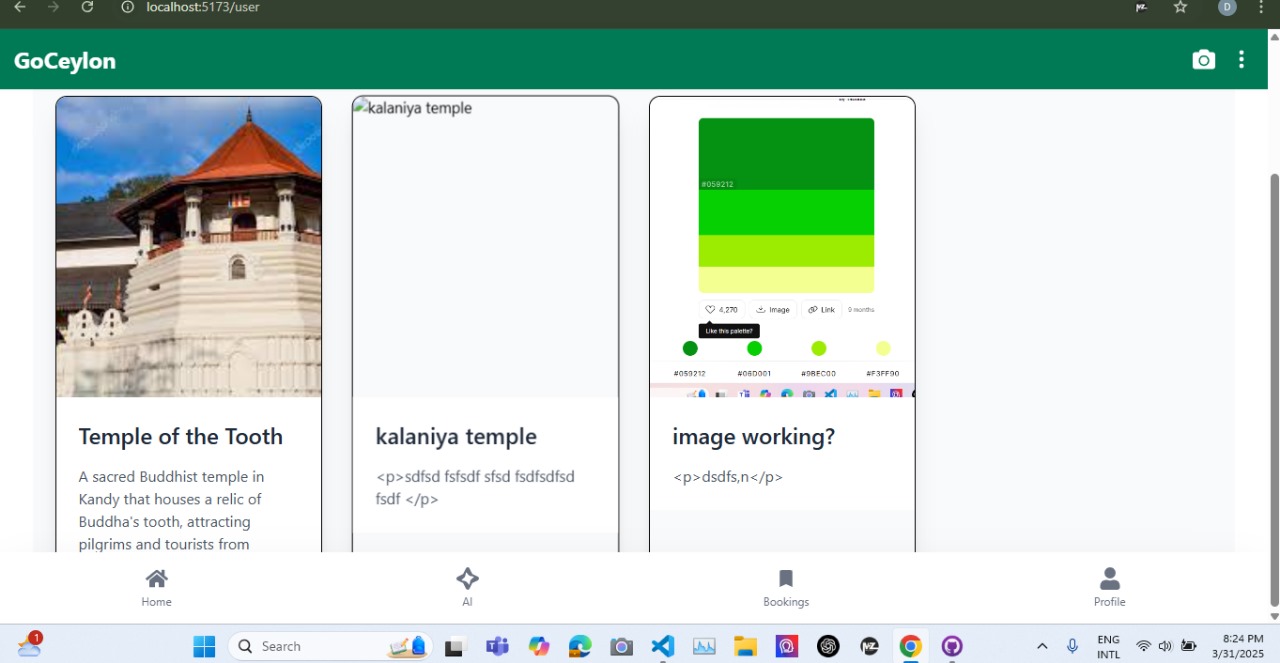 localhost:5173/user
D
GoCeylon
kalaniya temple
#059212
4,270
Image
Link
9 months
Like this palette?
#059212
#06D001
#9BEC00
#F3FF90
Temple of the Tooth
A sacred Buddhist temple in
Kandy that houses a relic of
Buddha's tooth, attracting
pilgrims and tourists from
kalaniya temple
<p>sdfsd fsfsdf sfsd fsdfsdfsd
fsdf </p>
image working?
<p>dsdfs,n</p>
Home
AI
Bookings
Profile
1
Search
ENG
INTL
8:24 PM
3/31/2025